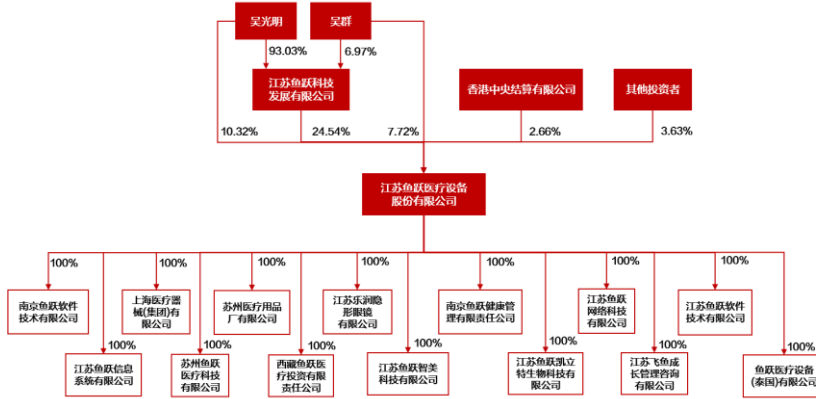 吴光明
吴群
93.03%
6.97%
江苏鱼跃科技
发展有限公司
香港中央结算有限公司
其他投资者
10.32%
24.54%
7.72%
2.66%
3.63%
江苏鱼跃医疗设备
股份有限公司
100%
100%
100%
100%
100%
100%
100%
南京鱼跃软件
技术有限公司
上海医疗器
械(集团)有
限公司
苏州医疗用品
厂有限公司
江苏乐润隐
形眼镜
有限公司
南京鱼跃健康管
理有限责任公司
江苏鱼跃
网络科技
有限公司
江苏鱼跃软件
技术有限公司
100%
100%
100%
100%
100%
100%
100%
江苏鱼跃信息
系统有限公司
苏州鱼跃
医疗科技
有限公司
西藏鱼跃医
疗投资有限
责任公司
江苏鱼跃智美
科技有限公司
江苏鱼跃凯立
特生物科技有
限公司
江苏飞鱼成
长管理咨询
有限公司
鱼跃医疗设备
(泰国)有限公司